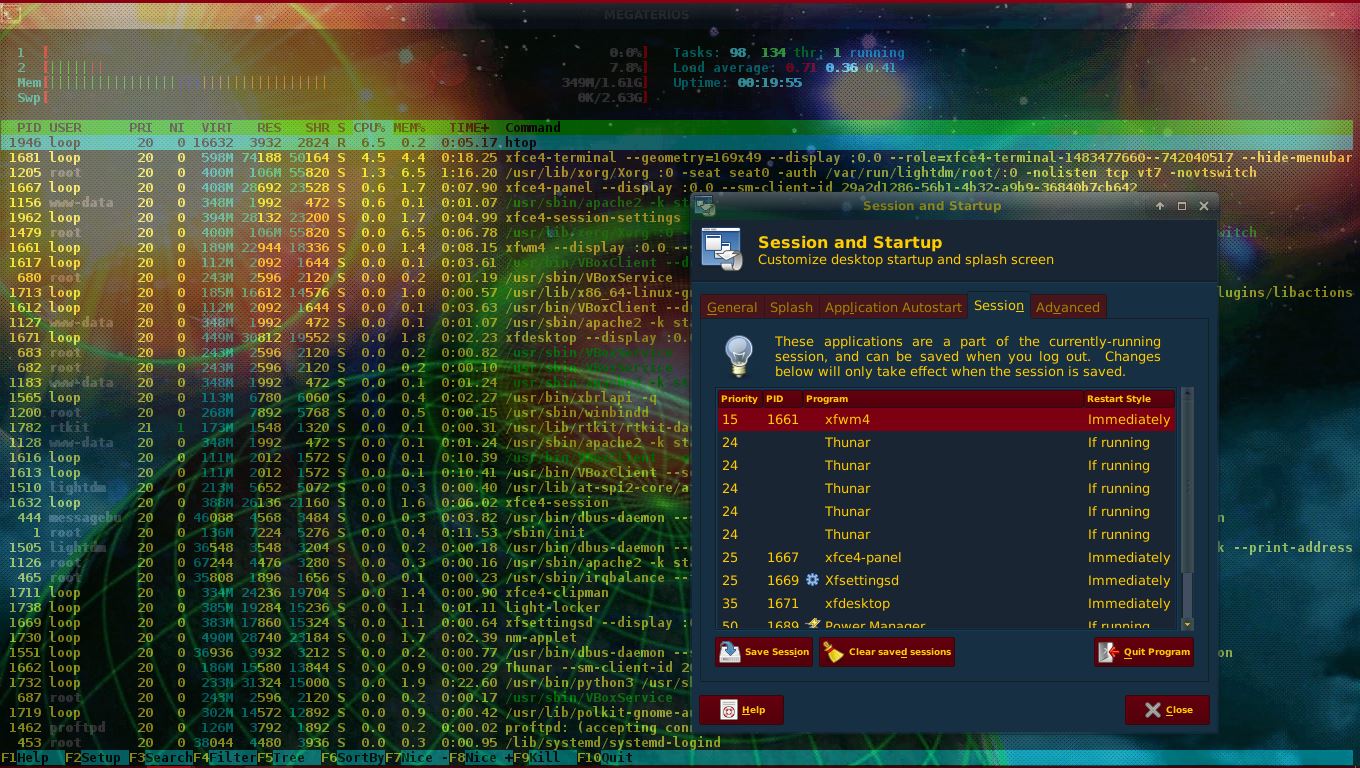 MEGATERIOS
1 [ 0.0%] Tasks: 98, 134 thr; 1 running
2 [|||||| 7.8%] Load average: 0.71 0.36 0.41
Mem[ 349M/1.61G] Uptime: 00:19:55
Swp[ 0K/2.63G]
PID USER PRI NI VIRT RES SHR S CPU% MEM% TIME+ Command
1946 loop 20 0 16632 3932 2824 R 6.5 0.2 0:05.17 htop
1681 loop 20 0 598M 74188 50164 S 4.5 4.4 0:18.25 xfce4-terminal --geometry=169x49 --display :0.0 --role=xfce4-terminal-1483477660--742040517 --hide-menubar
1205 root 20 0 400M 106M 55820 S 1.3 6.5 1:16.20 /usr/lib/xorg/Xorg :0 -seat seat0 -auth /var/run/lightdm/root/:0 -nolisten tcp vt7 -novtswitch
1667 loop 20 0 408M 28692 23528 S 0.6 1.7 0:07.90 xfce4-panel --display :0.0 --sm-client-id 29a2d1286-56b1-4b32-a9b9-36840b7cb642
1156 www-data 20 0 348M 1992 472 S 0.6 0.1 0:01.07 /usr/sbin/apache2 -k sta
1962 loop 20 0 394M 28132 23200 S 0.0 1.7 0:04.99 xfce4-session-settings
1479 root 20 0 400M 106M 55820 S 0.0 6.5 0:06.78 /usr/lib/xorg/Xorg :0 witch
1661 loop 20 0 189M 22944 18336 S 0.0 1.4 0:08.15 xfwm4 --display :0.0 --
1617 loop 20 0 112M 2092 1644 S 0.0 0.1 0:03.61 /usr/bin/VBoxClient --d
680 root 20 0 243M 2596 2120 S 0.0 0.2 0:01.19 /usr/sbin/VBoxService
1713 loop 20 0 185M 16612 14576 S 0.0 1.0 0:00.57 /usr/lib/x86_64-linux-g lugins/libactions
1612 loop 20 0 112M 2092 1644 S 0.0 0.1 0:03.63 /usr/bin/VBoxClient --d
1127 www-data 20 0 348M 1992 472 S 0.0 0.1 0:01.07 /usr/sbin/apache2 -k sta
1671 loop 20 0 449M 30812 19552 S 0.0 1.8 0:02.23 xfdesktop --display :0.
683 root 20 0 243M 2596 2120 S 0.0 0.2 0:00.82 /usr/sbin/VBoxService
682 root 20 0 243M 2596 2120 S 0.0 0.2 0:00.10 /usr/sbin/VBoxService
1183 www-data 20 0 348M 1992 472 S 0.0 0.1 0:01.24 /usr/sbin/apache2 -k sta
1565 loop 20 0 113M 6780 6060 S 0.0 0.4 0:02.27 /usr/bin/xbrlapi -q
1200 root 20 0 268M 7892 5768 S 0.0 0.5 0:00.15 /usr/sbin/winbindd
1782 rtkit 21 1 173M 1548 1320 S 0.0 0.1 0:00.31 /usr/lib/rtkit/rtkit-da
1128 www-data 20 0 348M 1992 472 S 0.0 0.1 0:01.24 /usr/sbin/apache2 -k sta
1616 loop 20 0 111M 2012 1572 S 0.0 0.1 0:10.39 /usr/bin/VBoxClient
1613 loop 20 0 111M 2012 1572 S 0.0 0.1 0:10.41 /usr/bin/VBoxClient --s
1510 lightdm 20 0 213M 5652 5072 S 0.0 0.3 0:00.40 /usr/lib/at-spi2-core/a
1632 loop 20 0 388M 26136 21160 S 0.0 1.6 0:06.02 xfce4-session
444 messagebu 20 0 46088 4568 3484 S 0.0 0.3 0:03.82 /usr/bin/dbus-daemon -- n
1 root 20 0 136M 7224 5276 S 0.0 0.4 0:11.53 /sbin/init
1505 lightdm 20 0 36548 3548 3204 S 0.0 0.2 0:00.18 /usr/bin/dbus-daemon -- k --print-address
1126 root 20 0 67244 4476 3280 S 0.0 0.3 0:00.16 /usr/sbin/apache2 -k sta
465 root 20 0 35808 1896 1656 S 0.0 0.1 0:00.23 /usr/sbin/irqbalance --
1711 loop 20 0 334M 24236 19704 S 0.0 1.4 0:00.90 xfce4-clipman
1738 loop 20 0 385M 19284 15236 S 0.0 1.1 0:01.11 light-locker
1669 loop 20 0 383M 17860 15324 S 0.0 1.1 0:00.64 xfsettingsd --display :
1730 loop 20 0 490M 28740 23184 S 0.0 1.7 0:02.39 nm-applet
1551 loop 20 0 36936 3932 3212 S 0.0 0.2 0:00.77 /usr/bin/dbus-daemon -- on
1662 loop 20 0 186M 15580 13844 S 0.0 0.9 0:00.29 Thunar --sm-client-id 2
1732 loop 20 0 233M 31324 15000 S 0.0 1.9 0:22.60 /usr/bin/python3 /usr/s
687 root 20 0 243M 2596 2120 S 0.0 0.2 0:00.17 /usr/sbin/VBoxService
1719 loop 20 0 302M 14572 12892 S 0.0 0.9 0:00.42 /usr/lib/polkit-gnome-a
1462 proftpd 20 0 126M 3792 1892 S 0.0 0.2 0:00.02 proftpd: (accepting con
453 root 20 0 38044 4480 3936 S 0.0 0.3 0:00.95 /lib/systemd/systemd-logind
F1Help F2Setup F3SearchF4FilterF5Tree F6SortByF7Nice -F8Nice +F9Kill F10Quit
Session and Startup
Session and Startup
Customize desktop startup and splash screen
General Splash Application Autostart Session Advanced
These applications are a part of the currently-running
session, and can be saved when you log out. Changes
below will only take effect when the session is saved.
Priority PID Program Restart Style
15 1661 xfwm4 Immediately
24 Thunar If running
24 Thunar If running
24 Thunar If running
24 Thunar If running
24 Thunar If running
25 1667 xfce4-panel Immediately
25 1669 Xfsettingsd Immediately
35 1671 xfdesktop Immediately
50 1689 Power Manager If running
Save Session Clear saved sessions Quit Program
Help Close